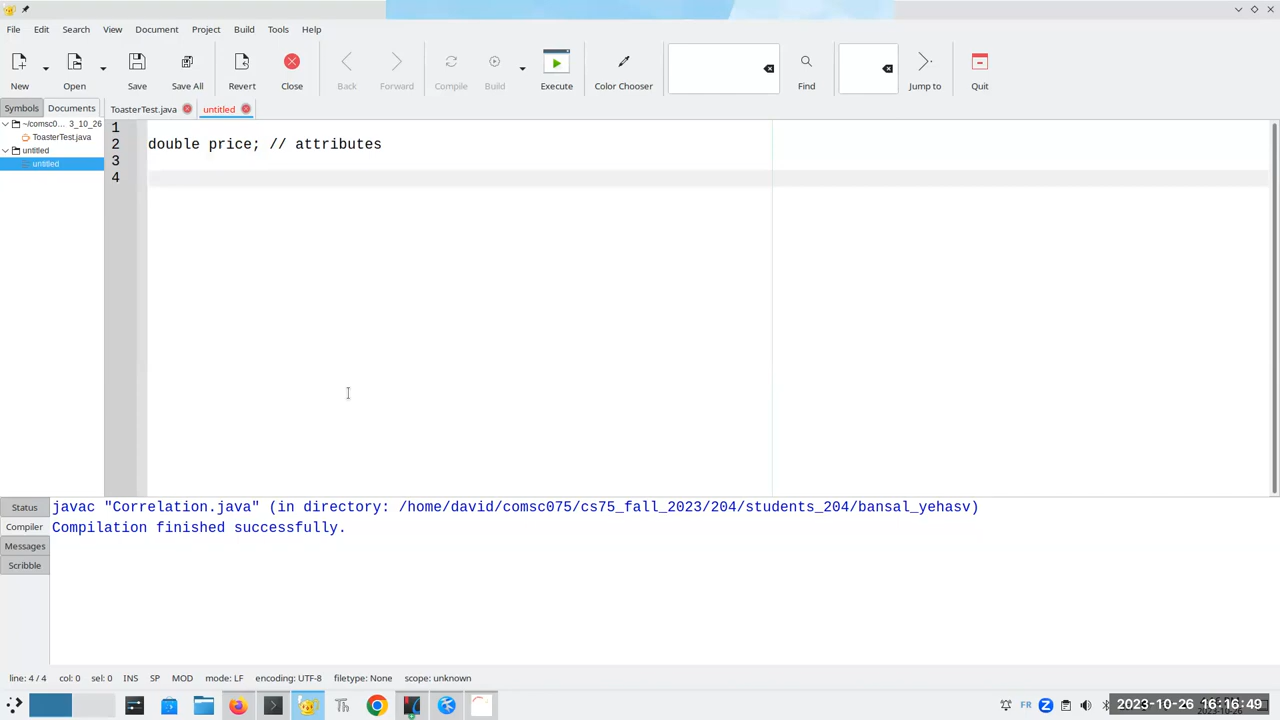 File Edit Search View Document Project Build Tools Help
New Open Save Save All Revert Close Back Forward Compile Build Execute Color Chooser Find Jump to Quit
Symbols Documents ToasterTest.java untitled
~/comsc0... 3_10_26
ToasterTest.java
untitled
untitled
1
2 double price; // attributes
3
4
Status
Compiler
Messages
Scribble
javac "Correlation.java" (in directory: /home/david/comsc075/cs75_fall_2023/204/students_204/bansal_yehasv)
Compilation finished successfully.
line: 4 / 4 col: 0 sel: 0 INS SP MOD mode: LF encoding: UTF-8 filetype: None scope: unknown
Th FR Z 2023-10-26 16:16:49